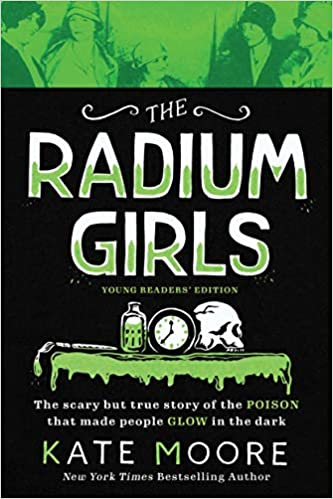 THE
RADIUM
GIRLS
YOUNG READERS' EDITION
The scary but true story of the POISON
that made people GLOW in the dark
KATE MOORE
New York Times Bestselling Author